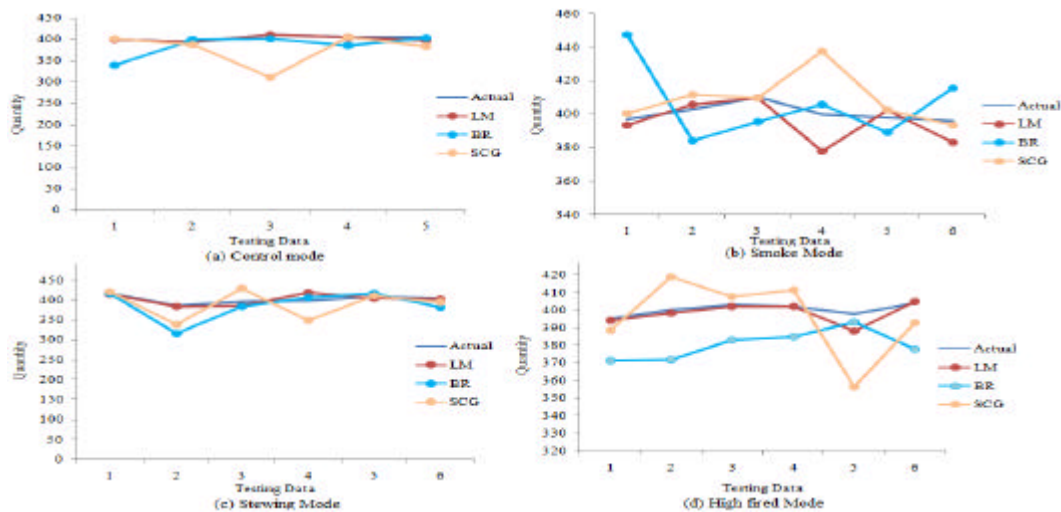 450
400
350
300
250
200
150
100
50
0
Quantity
1 2 3 4 5
Testing Data
(a) Control mode
Actual
LM
BR
SCG
460
440
420
400
380
360
340
Quantity
1 2 3 4 5 6
Testing Data
(b) Smoke Mode
Actual
LM
BR
SCG
450
400
350
300
250
200
150
100
50
0
Quantity
1 2 3 4 5 6
Testing Data
(c) Stewing Mode
Actual
LM
BR
SCG
420
410
400
390
380
370
360
350
340
330
320
Quantity
1 2 3 4 5 6
Testing Data
(d) High fired Mode
Actual
LM
BR
SCG